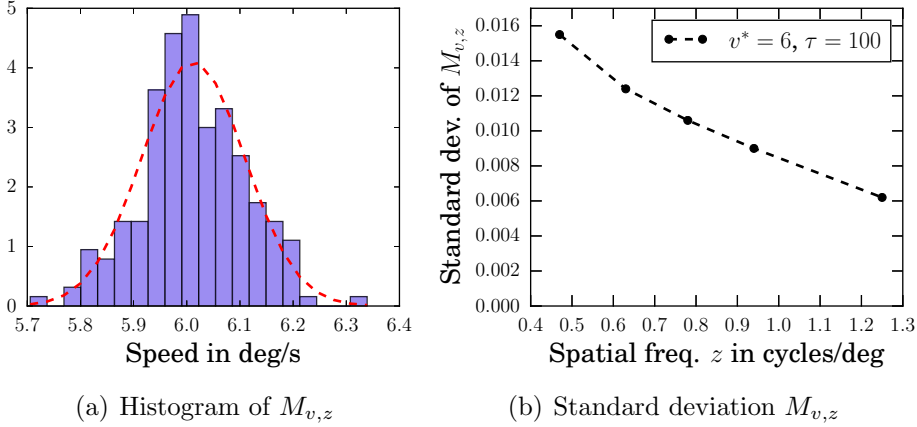 5
4
3
2
1
0
5.7 5.8 5.9 6.0 6.1 6.2 6.3 6.4
Speed in deg/s
(a) Histogram of $M_{v,z}$
Standard dev. of $M_{v,z}$
0.016
0.014
0.012
0.010
0.008
0.006
0.004
0.002
0.000
$v^* = 6, \tau = 100$
0.4 0.5 0.6 0.7 0.8 0.9 1.0 1.1 1.2 1.3
Spatial freq. $z$ in cycles/deg
(b) Standard deviation $M_{v,z}$